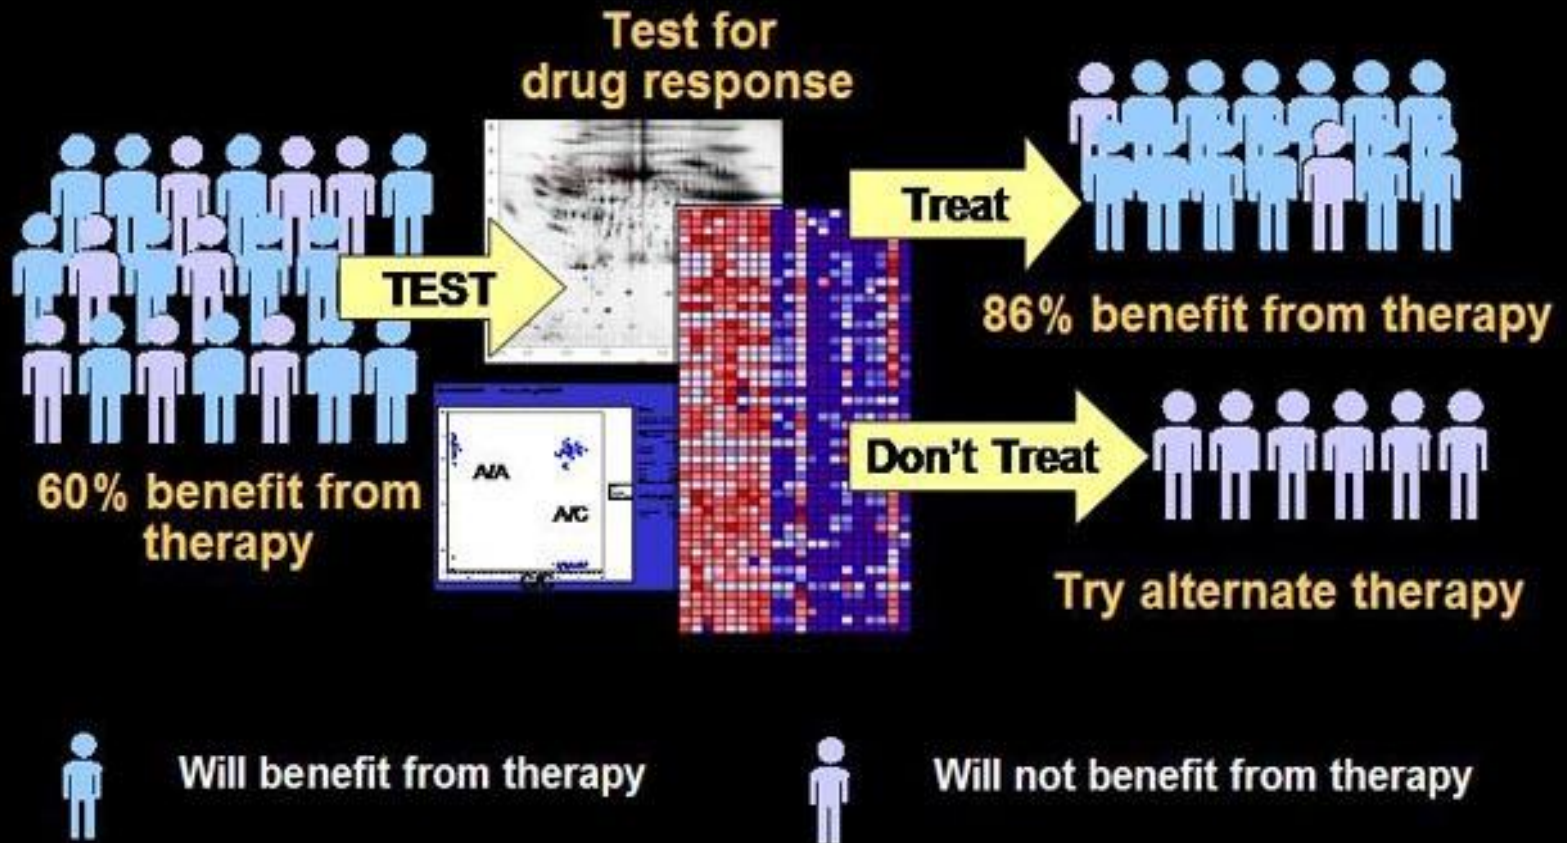 Test for
drug response
TEST
Treat
86% benefit from therapy
60% benefit from
therapy
A/A
A/C
Don't Treat
Try alternate therapy
Will benefit from therapy
Will not benefit from therapy